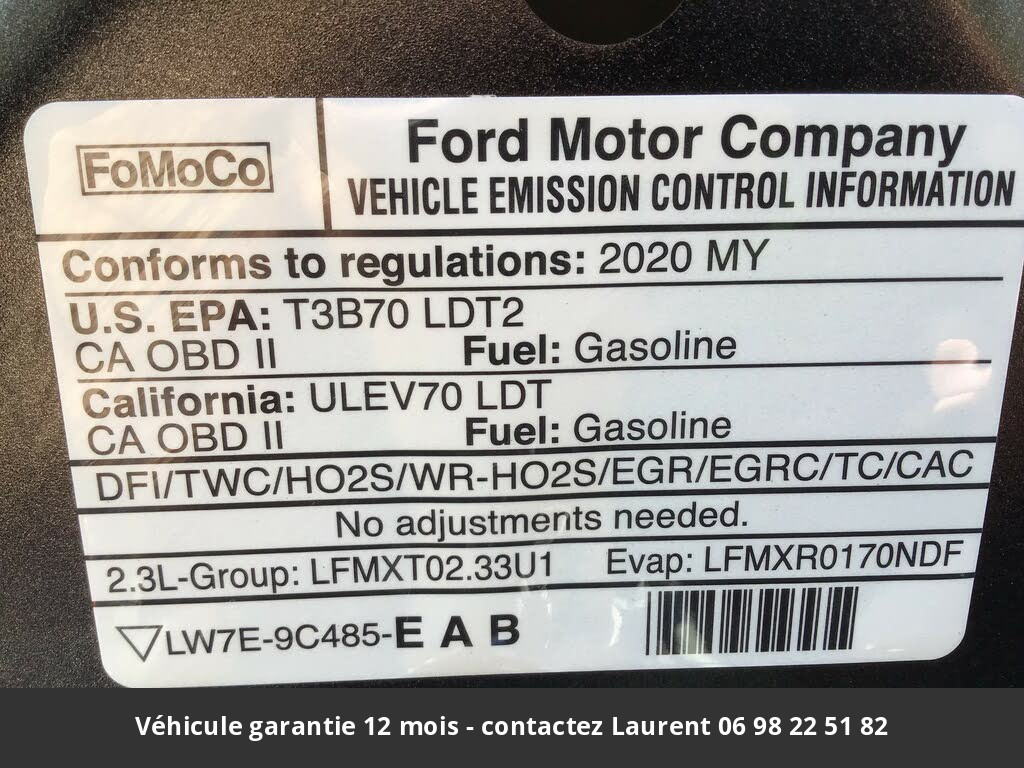 FoMoCo
Ford Motor Company
VEHICLE EMISSION CONTROL INFORMATION
Conforms to regulations: 2020 MY
U.S. EPA: T3B70 LDT2
CA OBD II Fuel: Gasoline
California: ULEV70 LDT
CA OBD II Fuel: Gasoline
DFI/TWC/HO2S/WR-HO2S/EGR/EGRC/TC/CAC
No adjustments needed.
2.3L-Group: LFMXT02.33U1 Evap: LFMXR0170NDF
LW7E-9C485-E A B
Véhicule garantie 12 mois - contactez Laurent 06 98 22 51 82